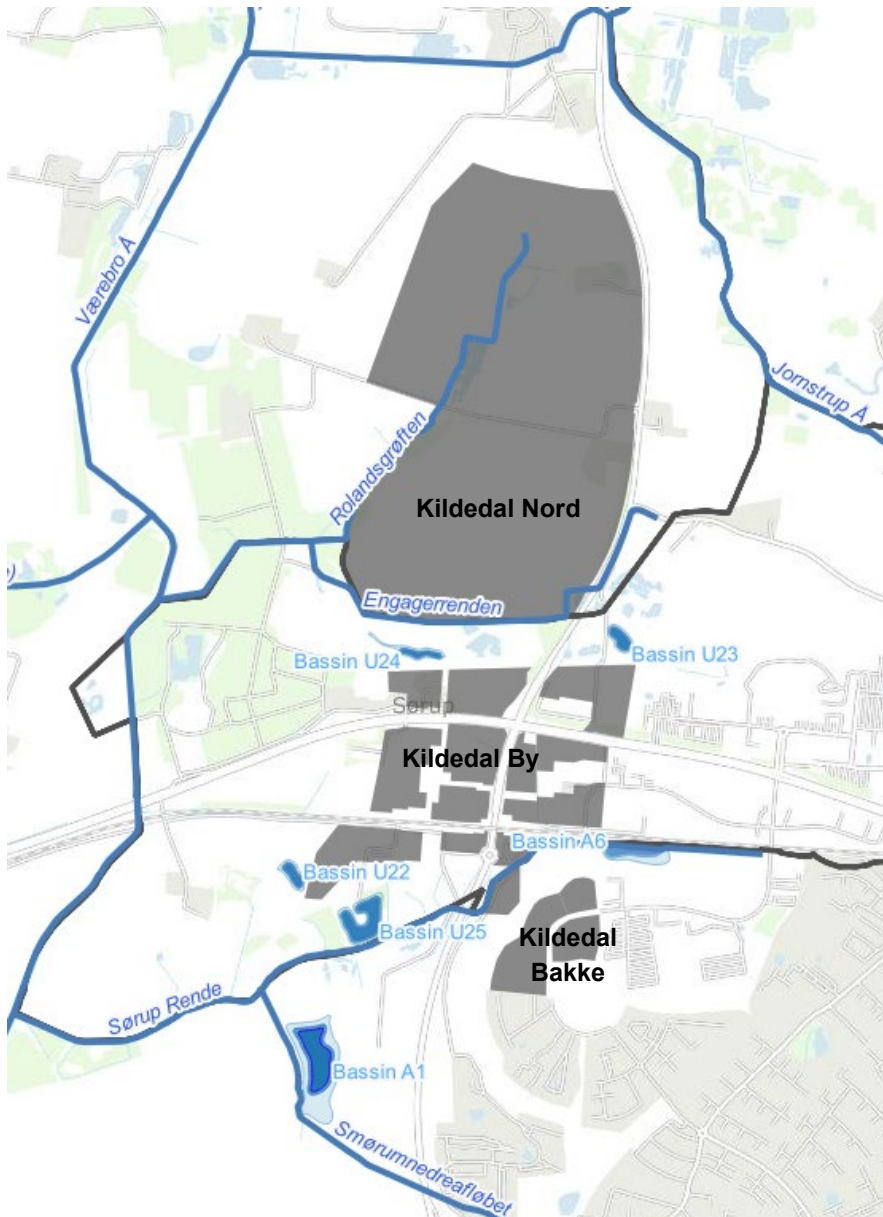 Værebro Å
Jornstrup Å
Rolandsgrøften
Kildedal Nord
Engagerrenden
Bassin U24
Bassin U23
Sørup
Kildedal By
Bassin A6
Bassin U22
Bassin U25
Kildedal
Bakke
Sørup Rende
Bassin A1
Smørumnedreafløbet